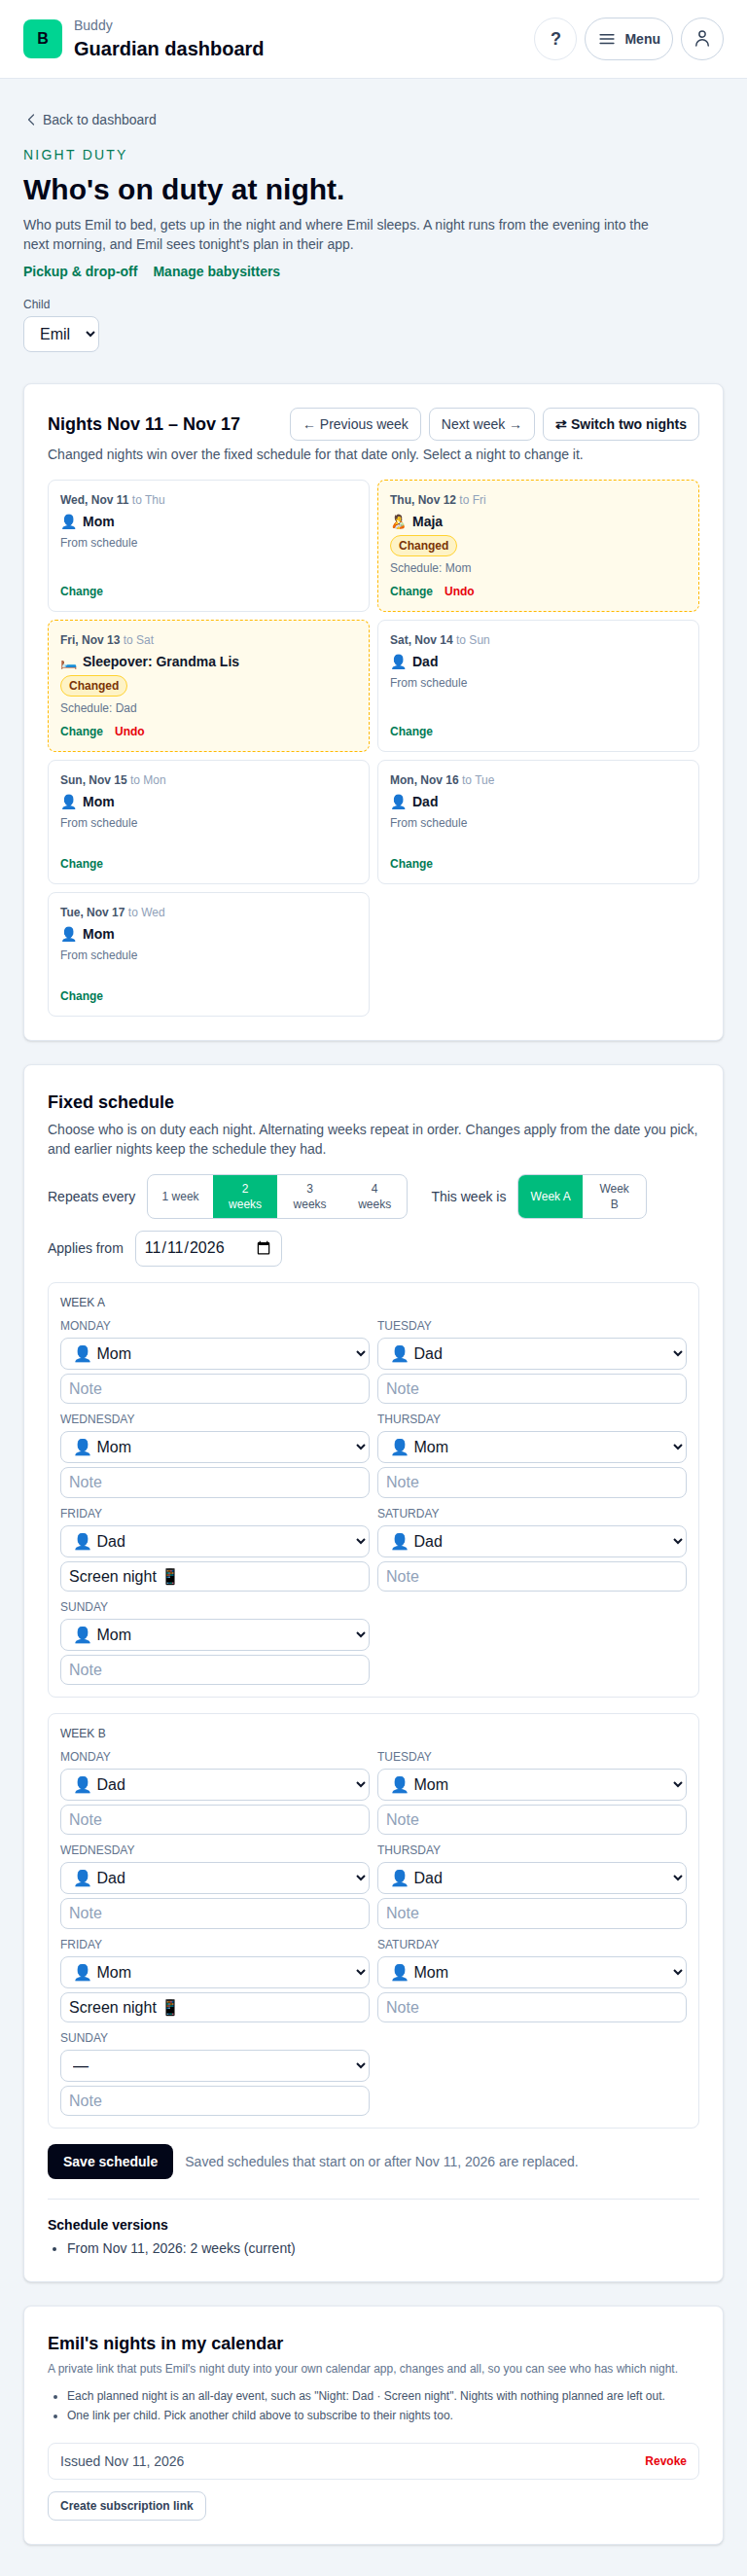 B
Buddy
Guardian dashboard
?
Menu
Back to dashboard
NIGHT DUTY
Who's on duty at night.
Who puts Emil to bed, gets up in the night and where Emil sleeps. A night runs from the evening into the
next morning, and Emil sees tonight's plan in their app.
Pickup & drop-off Manage babysitters
Child
Emil
Nights Nov 11 – Nov 17
← Previous week
Next week →
⇄ Switch two nights
Changed nights win over the fixed schedule for that date only. Select a night to change it.
Wed, Nov 11 to Thu
👤 Mom
From schedule
Change
Thu, Nov 12 to Fri
🤱 Maja
Changed
Schedule: Mom
Change Undo
Fri, Nov 13 to Sat
🛏️ Sleepover: Grandma Lis
Changed
Schedule: Dad
Change Undo
Sat, Nov 14 to Sun
👤 Dad
From schedule
Change
Sun, Nov 15 to Mon
👤 Mom
From schedule
Change
Mon, Nov 16 to Tue
👤 Dad
From schedule
Change
Tue, Nov 17 to Wed
👤 Mom
From schedule
Change
Fixed schedule
Choose who is on duty each night. Alternating weeks repeat in order. Changes apply from the date you pick,
and earlier nights keep the schedule they had.
Repeats every
1 week
2 weeks
3 weeks
4 weeks
This week is
Week A
Week B
Applies from
11/11/2026
WEEK A
MONDAY
👤 Mom
Note
TUESDAY
👤 Dad
Note
WEDNESDAY
👤 Mom
Note
THURSDAY
👤 Mom
Note
FRIDAY
👤 Dad
Screen night 📱
SATURDAY
👤 Dad
Note
SUNDAY
👤 Mom
Note
WEEK B
MONDAY
👤 Dad
Note
TUESDAY
👤 Mom
Note
WEDNESDAY
👤 Dad
Note
THURSDAY
👤 Dad
Note
FRIDAY
👤 Mom
Screen night 📱
SATURDAY
👤 Mom
Note
SUNDAY
—
Note
Save schedule
Saved schedules that start on or after Nov 11, 2026 are replaced.
Schedule versions
• From Nov 11, 2026: 2 weeks (current)
Emil's nights in my calendar
A private link that puts Emil's night duty into your own calendar app, changes and all, so you can see who has which night.
• Each planned night is an all-day event, such as "Night: Dad · Screen night". Nights with nothing planned are left out.
• One link per child. Pick another child above to subscribe to their nights too.
Issued Nov 11, 2026
Revoke
Create subscription link